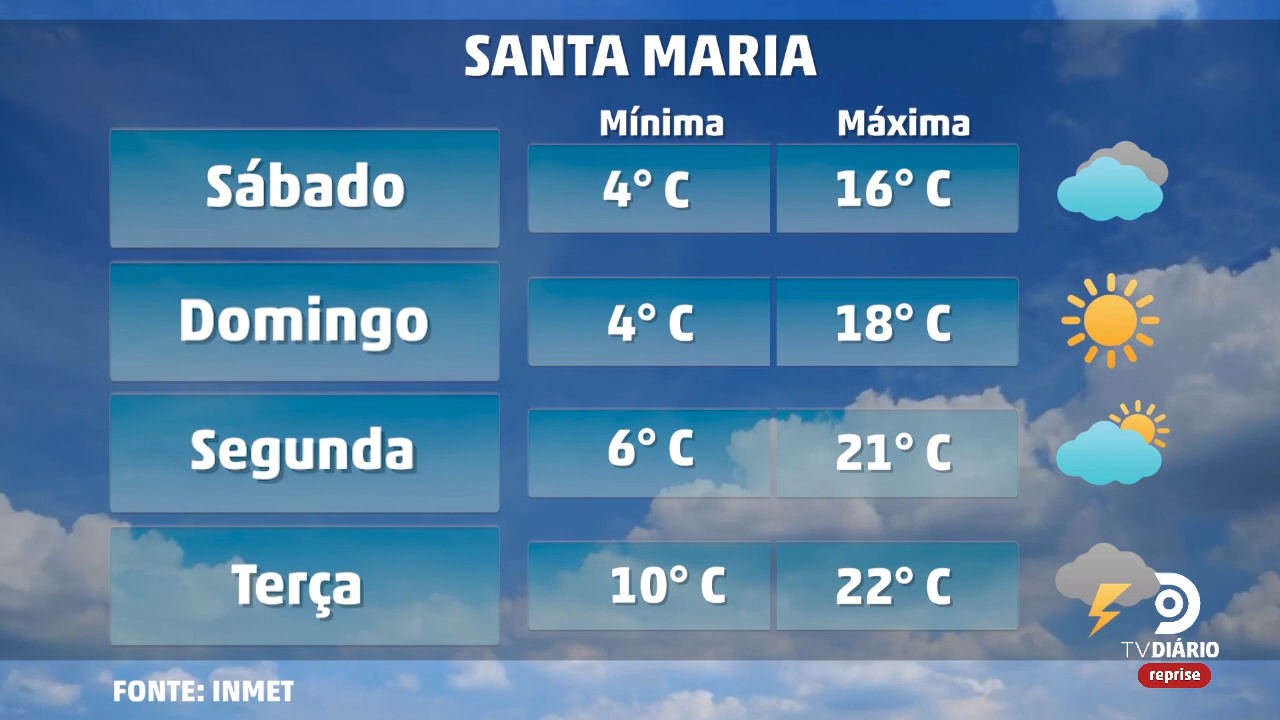 SANTA MARIA
Mínima Máxima
Sábado 4° C 16° C
Domingo 4° C 18° C
Segunda 6° C 21° C
Terça 10° C 22° C
TVDIÁRIO
reprise
FONTE: INMET